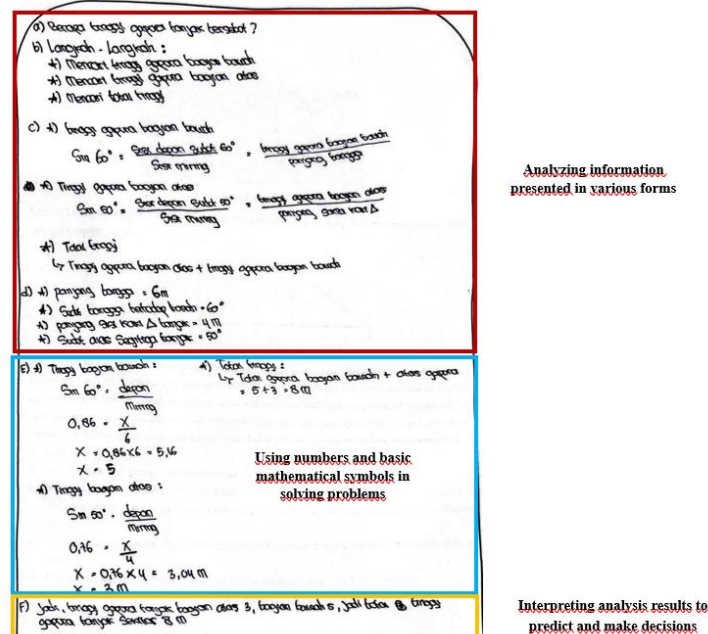 a) Berapa tinggi gapura banjar tersebut ?
b) Langkah - Langkah :
*) Mencari tinggi gapura bagian bawah
*) Mencari tinggi gapura bagian atas
*) Mencari total tinggi
c) *) tinggi gapura bagian bawah
Sin 60° = Sisi depan sudut 60° / Sisi miring = tinggi gapura bagian bawah / panjang tangga
*) Tinggi gapura bagian atas
Sin 50° = Sisi depan sudut 50° / Sisi miring = tinggi gapura bagian atas / panjang sisi Δ
*) Total tinggi
↳ Tinggi gapura bagian atas + tinggi gapura bagian bawah
d) *) panjang tangga = 6m
*) Sudut tangga terhadap tanah = 60°
*) panjang sisi Δ = 4 m
*) Sudut atas Segitiga = 50°
Analyzing information
presented in various forms
E) *) Tinggi bagian bawah :
Sin 60° = depan / Miring
0,86 = X / 6
X = 0,86 x 6 = 5,16
X = 5
*) Tinggi bagian atas :
Sin 50° = depan / Miring
0,76 = X / 4
X = 0,76 x 4 = 3,04 m
X = 3 m
*) Total tinggi :
↳ Total gapura bagian bawah + atas gapura
= 5 + 3 = 8 m
Using numbers and basic
mathematical symbols in
solving problems
F) Jadi, tinggi gapura bagian atas 3, bagian bawah 5, jadi total tinggi
gapura 8 m
Interpreting analysis results to
predict and make decisions